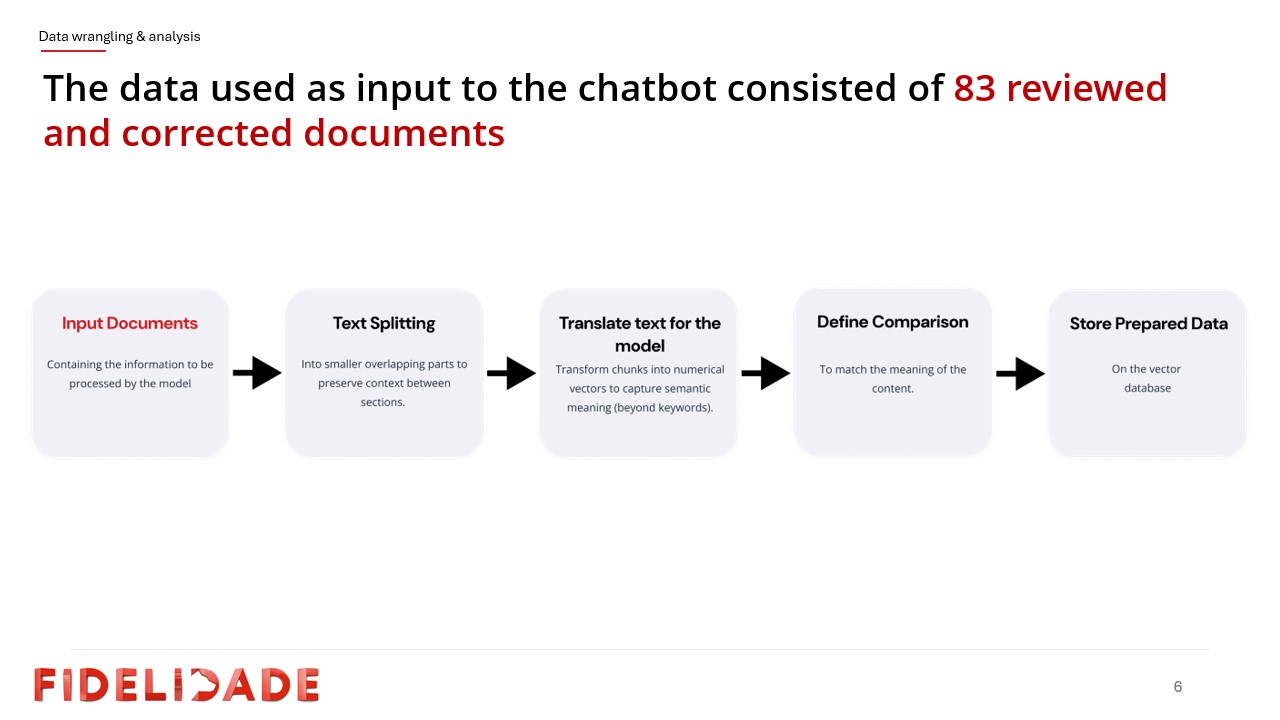 Data wrangling & analysis
The data used as input to the chatbot consisted of 83 reviewed
and corrected documents
Input Documents
Containing the information to be
processed by the model
Text Splitting
Into smaller overlapping parts to
preserve context between
sections.
Translate text for the
model
Transform chunks into numerical
vectors to capture semantic
meaning (beyond keywords).
Define Comparison
To match the meaning of the
content.
Store Prepared Data
On the vector
database
FIDELIDADE
6